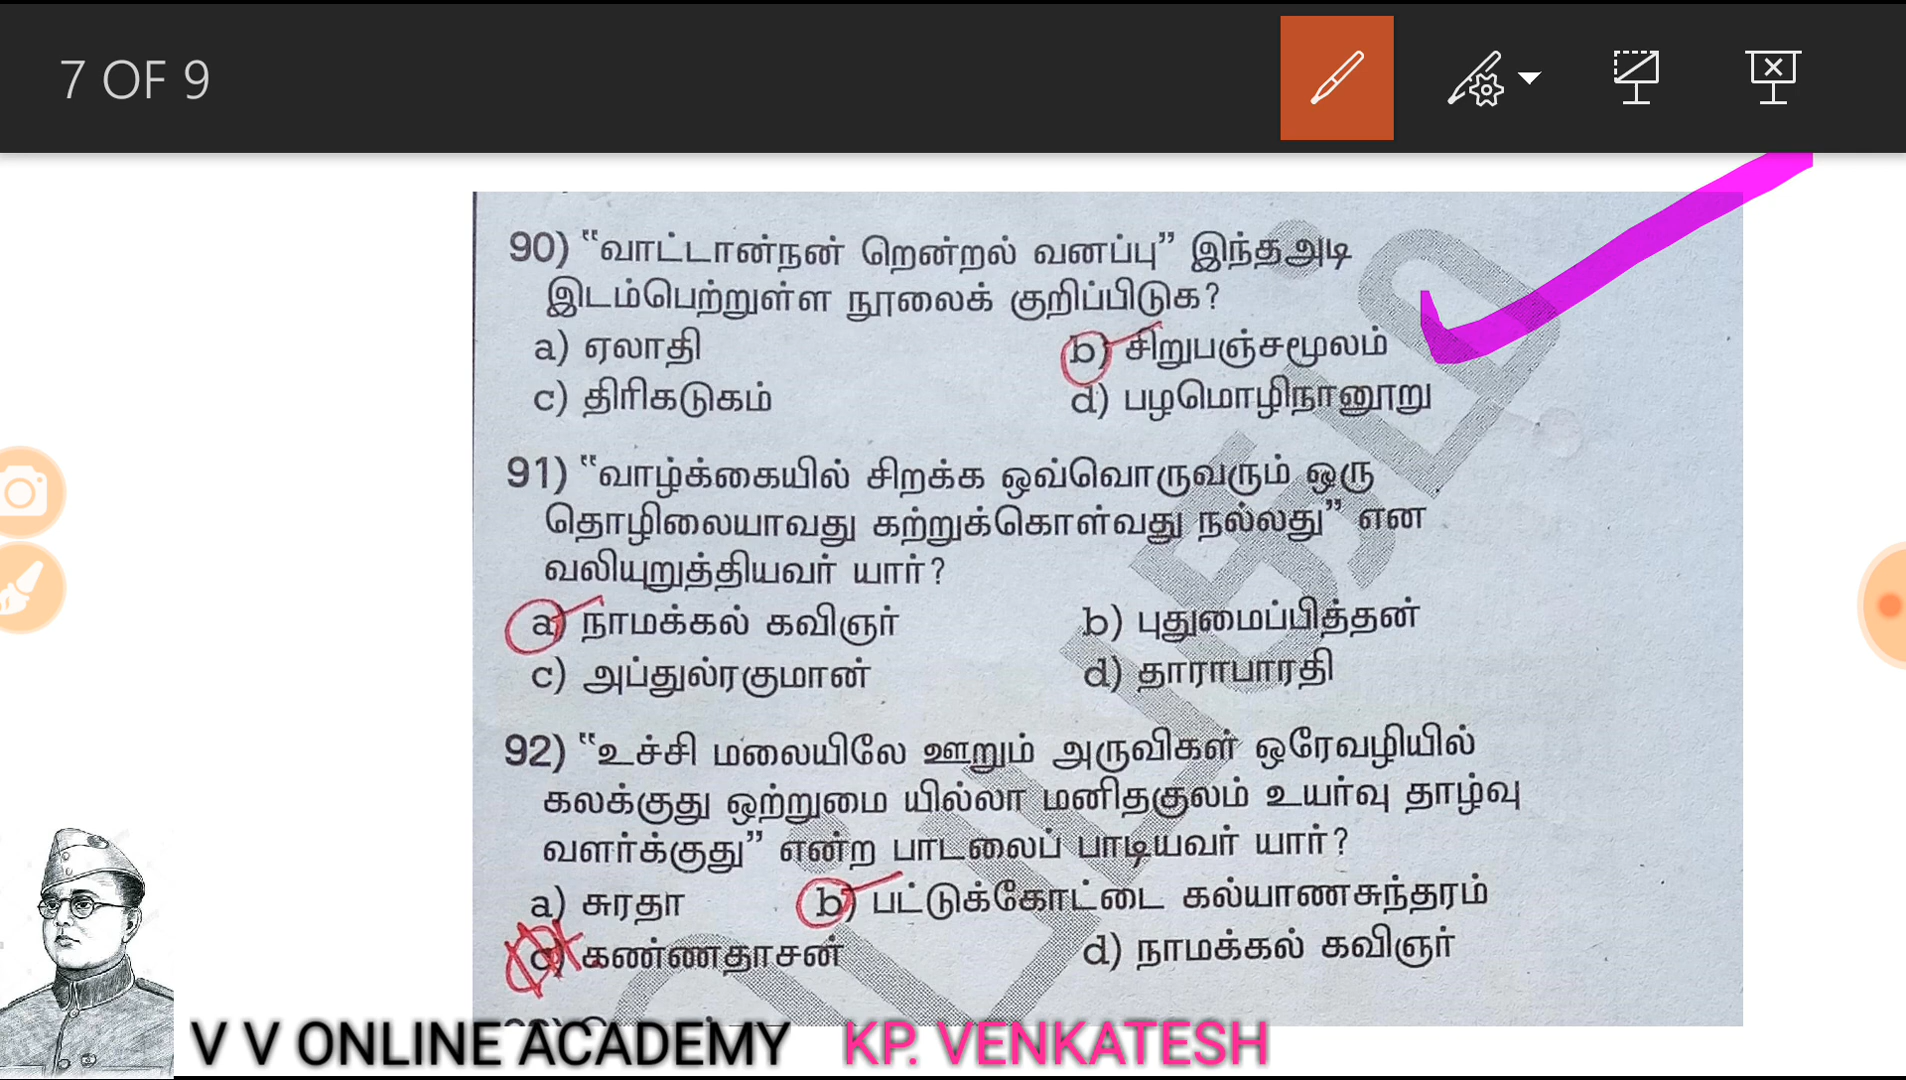 7 OF 9
90) “வாட்டான்நன் றென்றல் வனப்பு” இந்தஅடி
இடம்பெற்றுள்ள நூலைக் குறிப்பிடுக?
a) ஏலாதி b) சிறுபஞ்சமூலம்
c) திரிகடுகம் d) பழமொழிநானூறு
91) “வாழ்க்கையில் சிறக்க ஒவ்வொருவரும் ஒரு
தொழிலையாவது கற்றுக்கொள்வது நல்லது” என
வலியுறுத்தியவர் யார்?
a) நாமக்கல் கவிஞர் b) புதுமைப்பித்தன்
c) அப்துல்ரகுமான் d) தாராபாரதி
92) “உச்சி மலையிலே ஊறும் அருவிகள் ஒரேவழியில்
கலக்குது ஒற்றுமை யில்லா மனிதகுலம் உயர்வு தாழ்வு
வளர்க்குது” என்ற பாடலைப் பாடியவர் யார்?
a) சுரதா b) பட்டுக்கோட்டை கல்யாணசுந்தரம்
c) கண்ணதாசன் d) நாமக்கல் கவிஞர்
V V ONLINE ACADEMY KP. VENKATESH